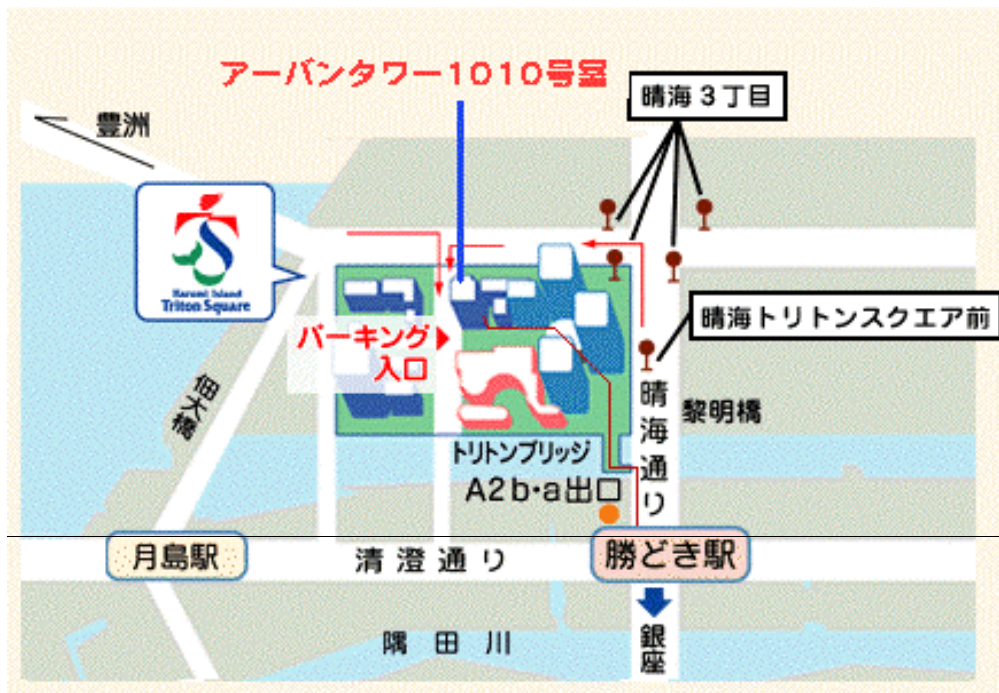 アーバンタワー1010号室
晴海３丁目
豊洲
Harumi Island
Triton Square
晴海トリトンスクエア前
パーキング
入口
佃大橋
晴海通り
黎明橋
トリトンブリッジ
A2b・a出口
月島駅
清澄通り
勝どき駅
隅田川
銀座